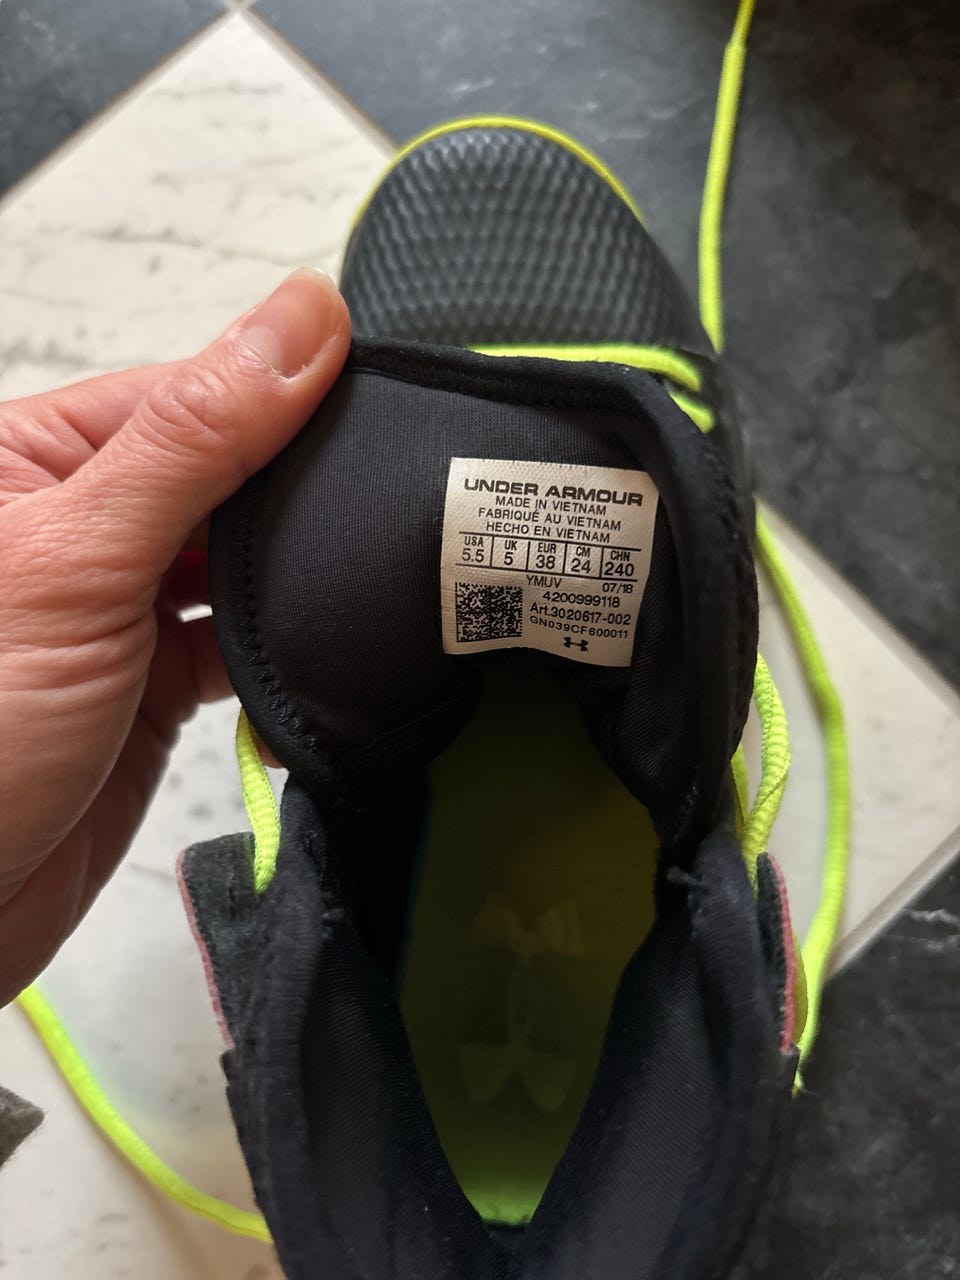 UNDER ARMOUR
MADE IN VIETNAM
FABRIQUÉ AU VIETNAM
HECHO EN VIETNAM
USA UK EUR CM CHN
5.5 5 38 24 240
YMUV 07/18
4200999118
Art.3020617-002
GN039CF600011